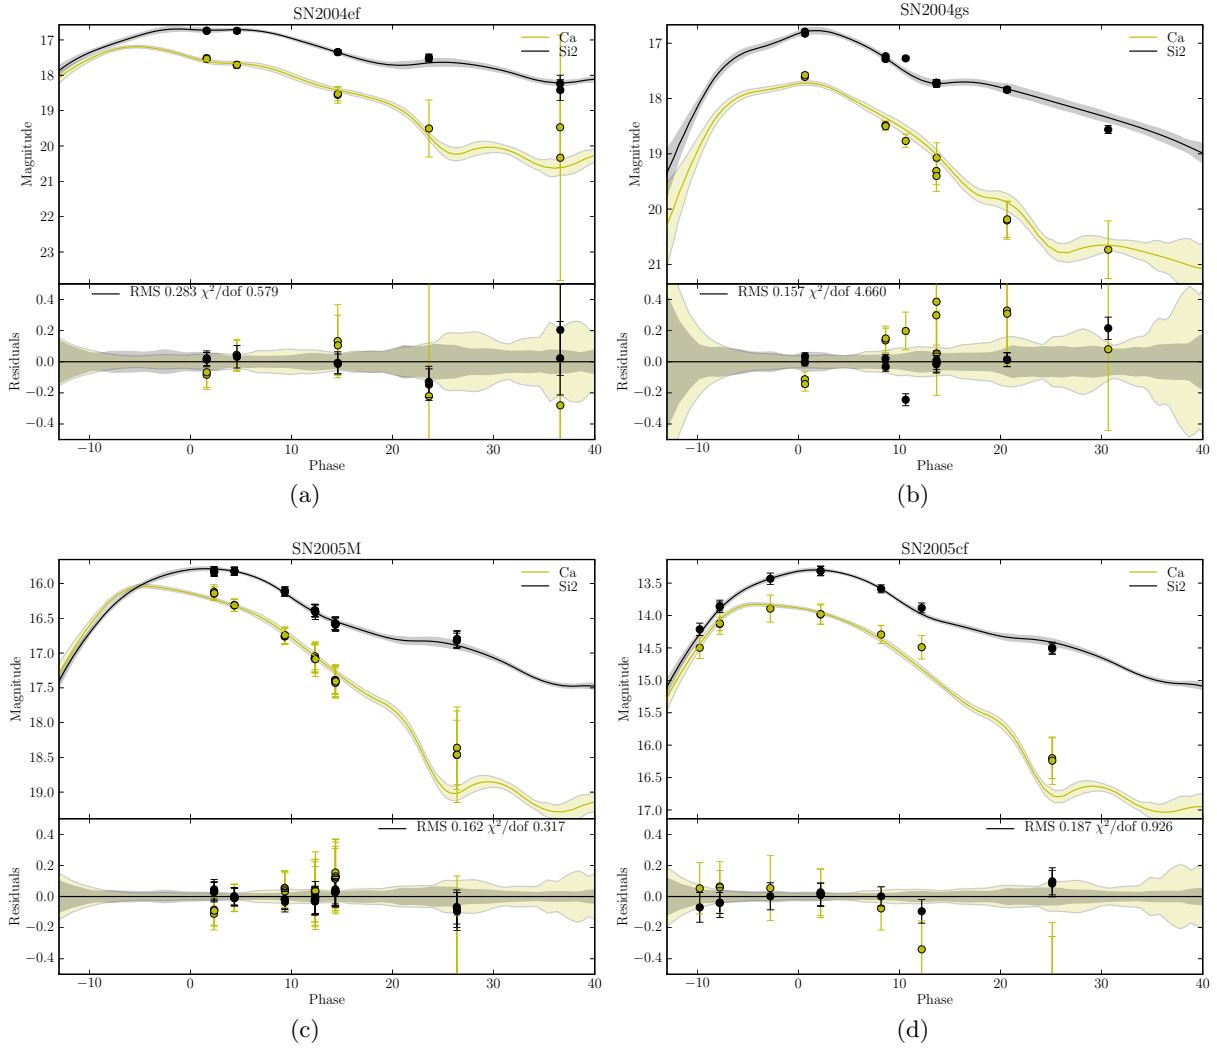 SN2004ef
Ca
Si2
17
18
19
20
21
22
23
Magnitude
RMS 0.283 χ²/dof 0.579
0.4
0.2
0.0
−0.2
−0.4
Residuals
−10 0 10 20 30 40
Phase
(a)
SN2004gs
Ca
Si2
17
18
19
20
21
Magnitude
RMS 0.157 χ²/dof 4.660
0.4
0.2
0.0
−0.2
−0.4
Residuals
−10 0 10 20 30 40
Phase
(b)
SN2005M
Ca
Si2
16.0
16.5
17.0
17.5
18.0
18.5
19.0
Magnitude
RMS 0.162 χ²/dof 0.317
0.4
0.2
0.0
−0.2
−0.4
Residuals
−10 0 10 20 30 40
Phase
(c)
SN2005cf
Ca
Si2
13.5
14.0
14.5
15.0
15.5
16.0
16.5
17.0
Magnitude
RMS 0.187 χ²/dof 0.926
0.4
0.2
0.0
−0.2
−0.4
Residuals
−10 0 10 20 30 40
Phase
(d)